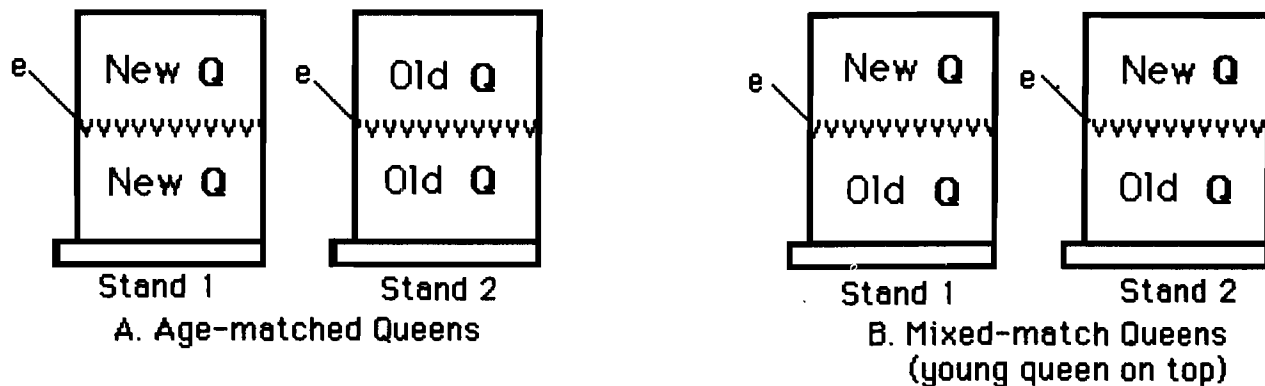 New Q
e
New Q
Stand 1
Old Q
e
Old Q
Stand 2
A. Age-matched Queens
New Q
e
Old Q
Stand 1
New Q
e
Old Q
Stand 2
B. Mixed-match Queens
(young queen on top)